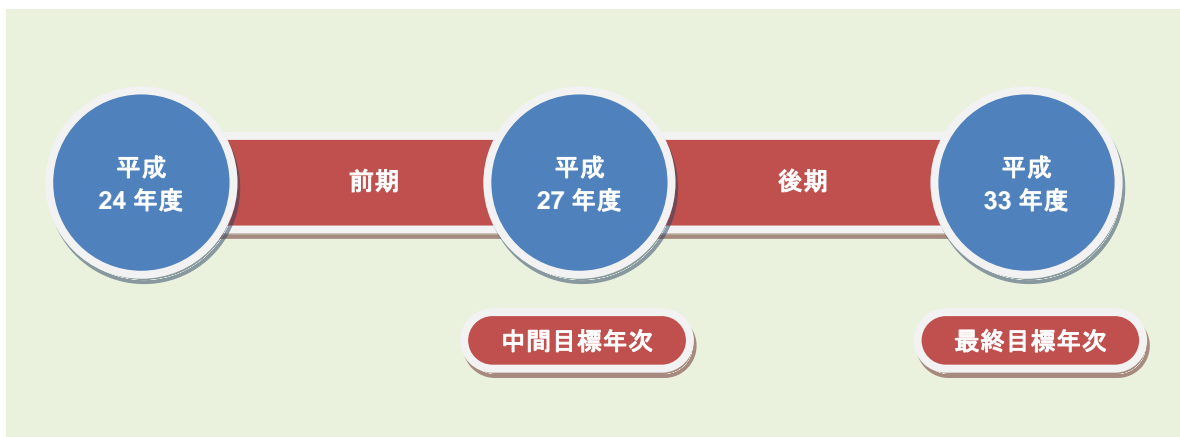 平成
24 年度
前期
平成
27 年度
後期
平成
33 年度
中間目標年次
最終目標年次